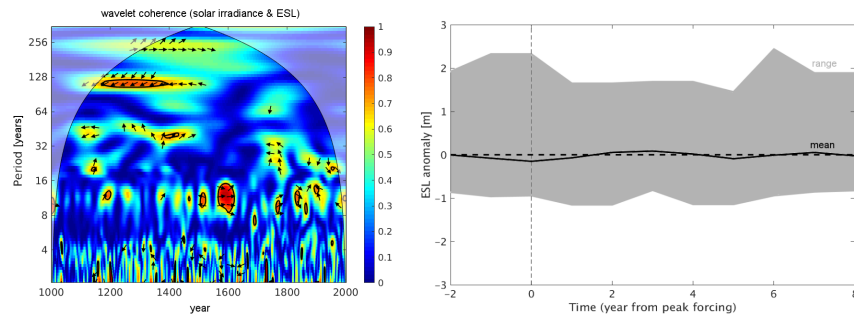 wavelet coherence (solar irradiance & ESL)
Period [years]
256
128
64
32
16
8
4
1000 1200 1400 1600 1800 2000
year
1
0.9
0.8
0.7
0.6
0.5
0.4
0.3
0.2
0.1
0
ESL anomaly [m]
3
2
1
0
-1
-2
-3
range
mean
-2 0 2 4 6 8
Time (year from peak forcing)